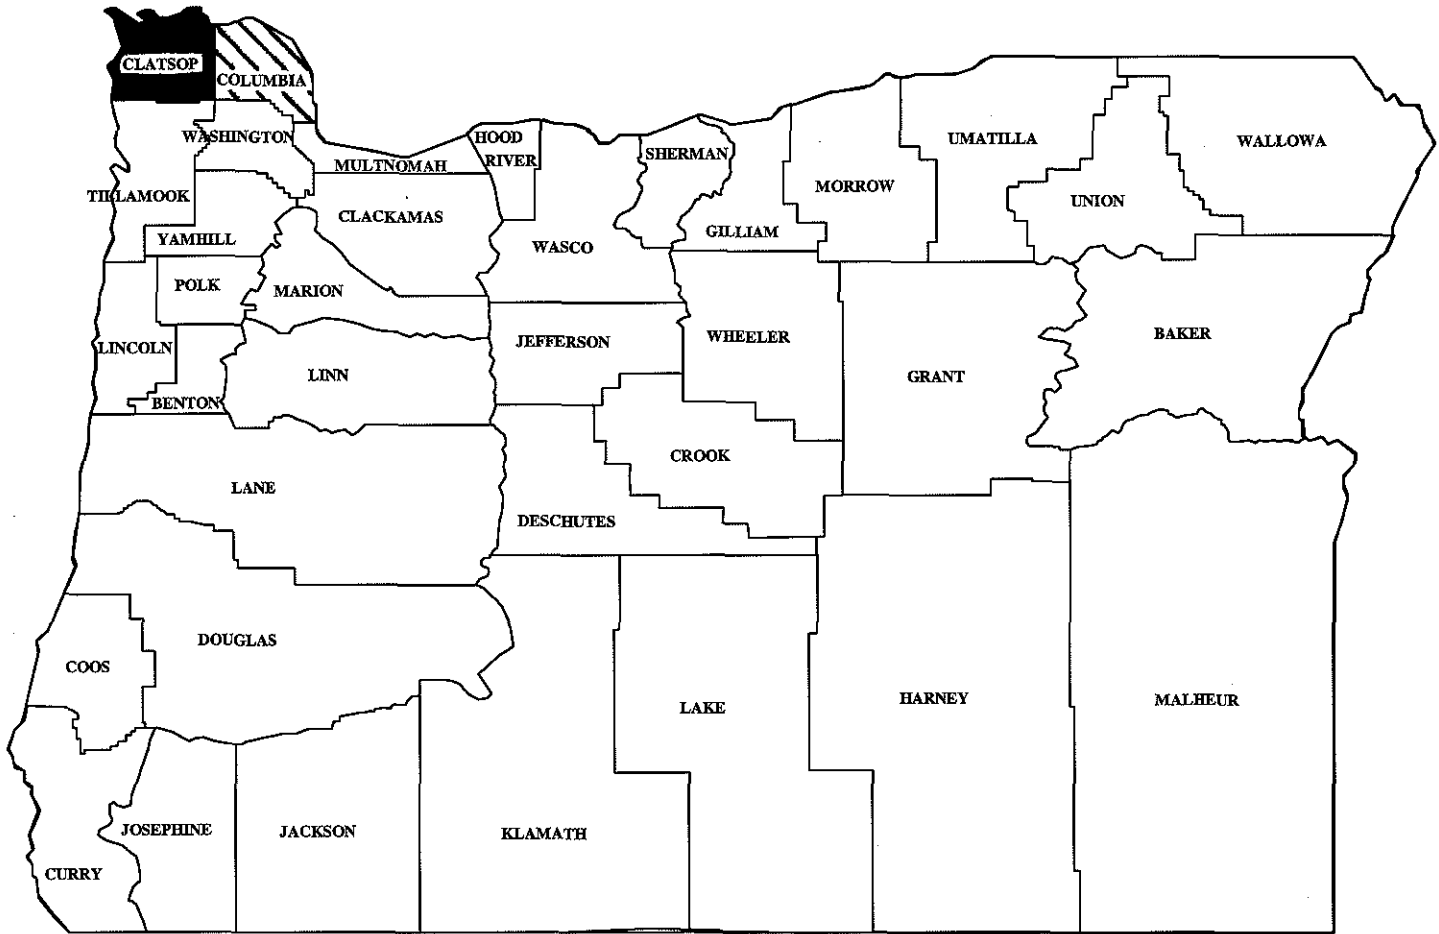 CLATSOP
COLUMBIA
WASHINGTON
HOOD
RIVER
MULTNOMAH
SHERMAN
UMATILLA
WALLOWA
TILLAMOOK
MORROW
UNION
CLACKAMAS
YAMHILL
WASCO
GILLIAM
POLK
MARION
LINCOLN
JEFFERSON
WHEELER
BAKER
LINN
GRANT
BENTON
CROOK
LANE
DESCHUTES
DOUGLAS
COOS
LAKE
HARNEY
MALHEUR
JOSEPHINE
JACKSON
KLAMATH
CURRY